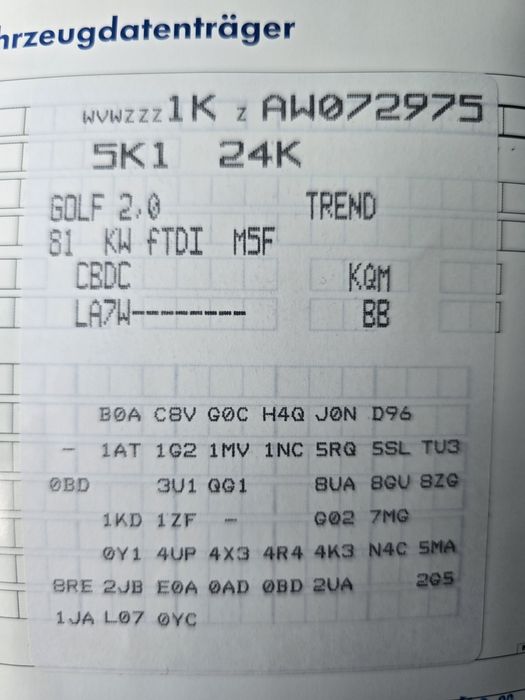 hrzeugdatenträger
WVWZZZ1K Z AW072975
5K1 24K
GOLF 2,0 TREND
81 KW fTDI M5F
CBDC KQM
LA7W------- BB
B0A C8V G0C H4Q J0N D96
- 1AT 1G2 1MV 1NC 5RQ 5SL TU3
0BD 3U1 QG1 8UA 8GU 8ZG
1KD 1ZF - G02 7MG
0Y1 4UP 4X3 4R4 4K3 N4C 5MA
8RE 2JB E0A 0AD 0BD 2UA 2G5
1JA L07 0YC